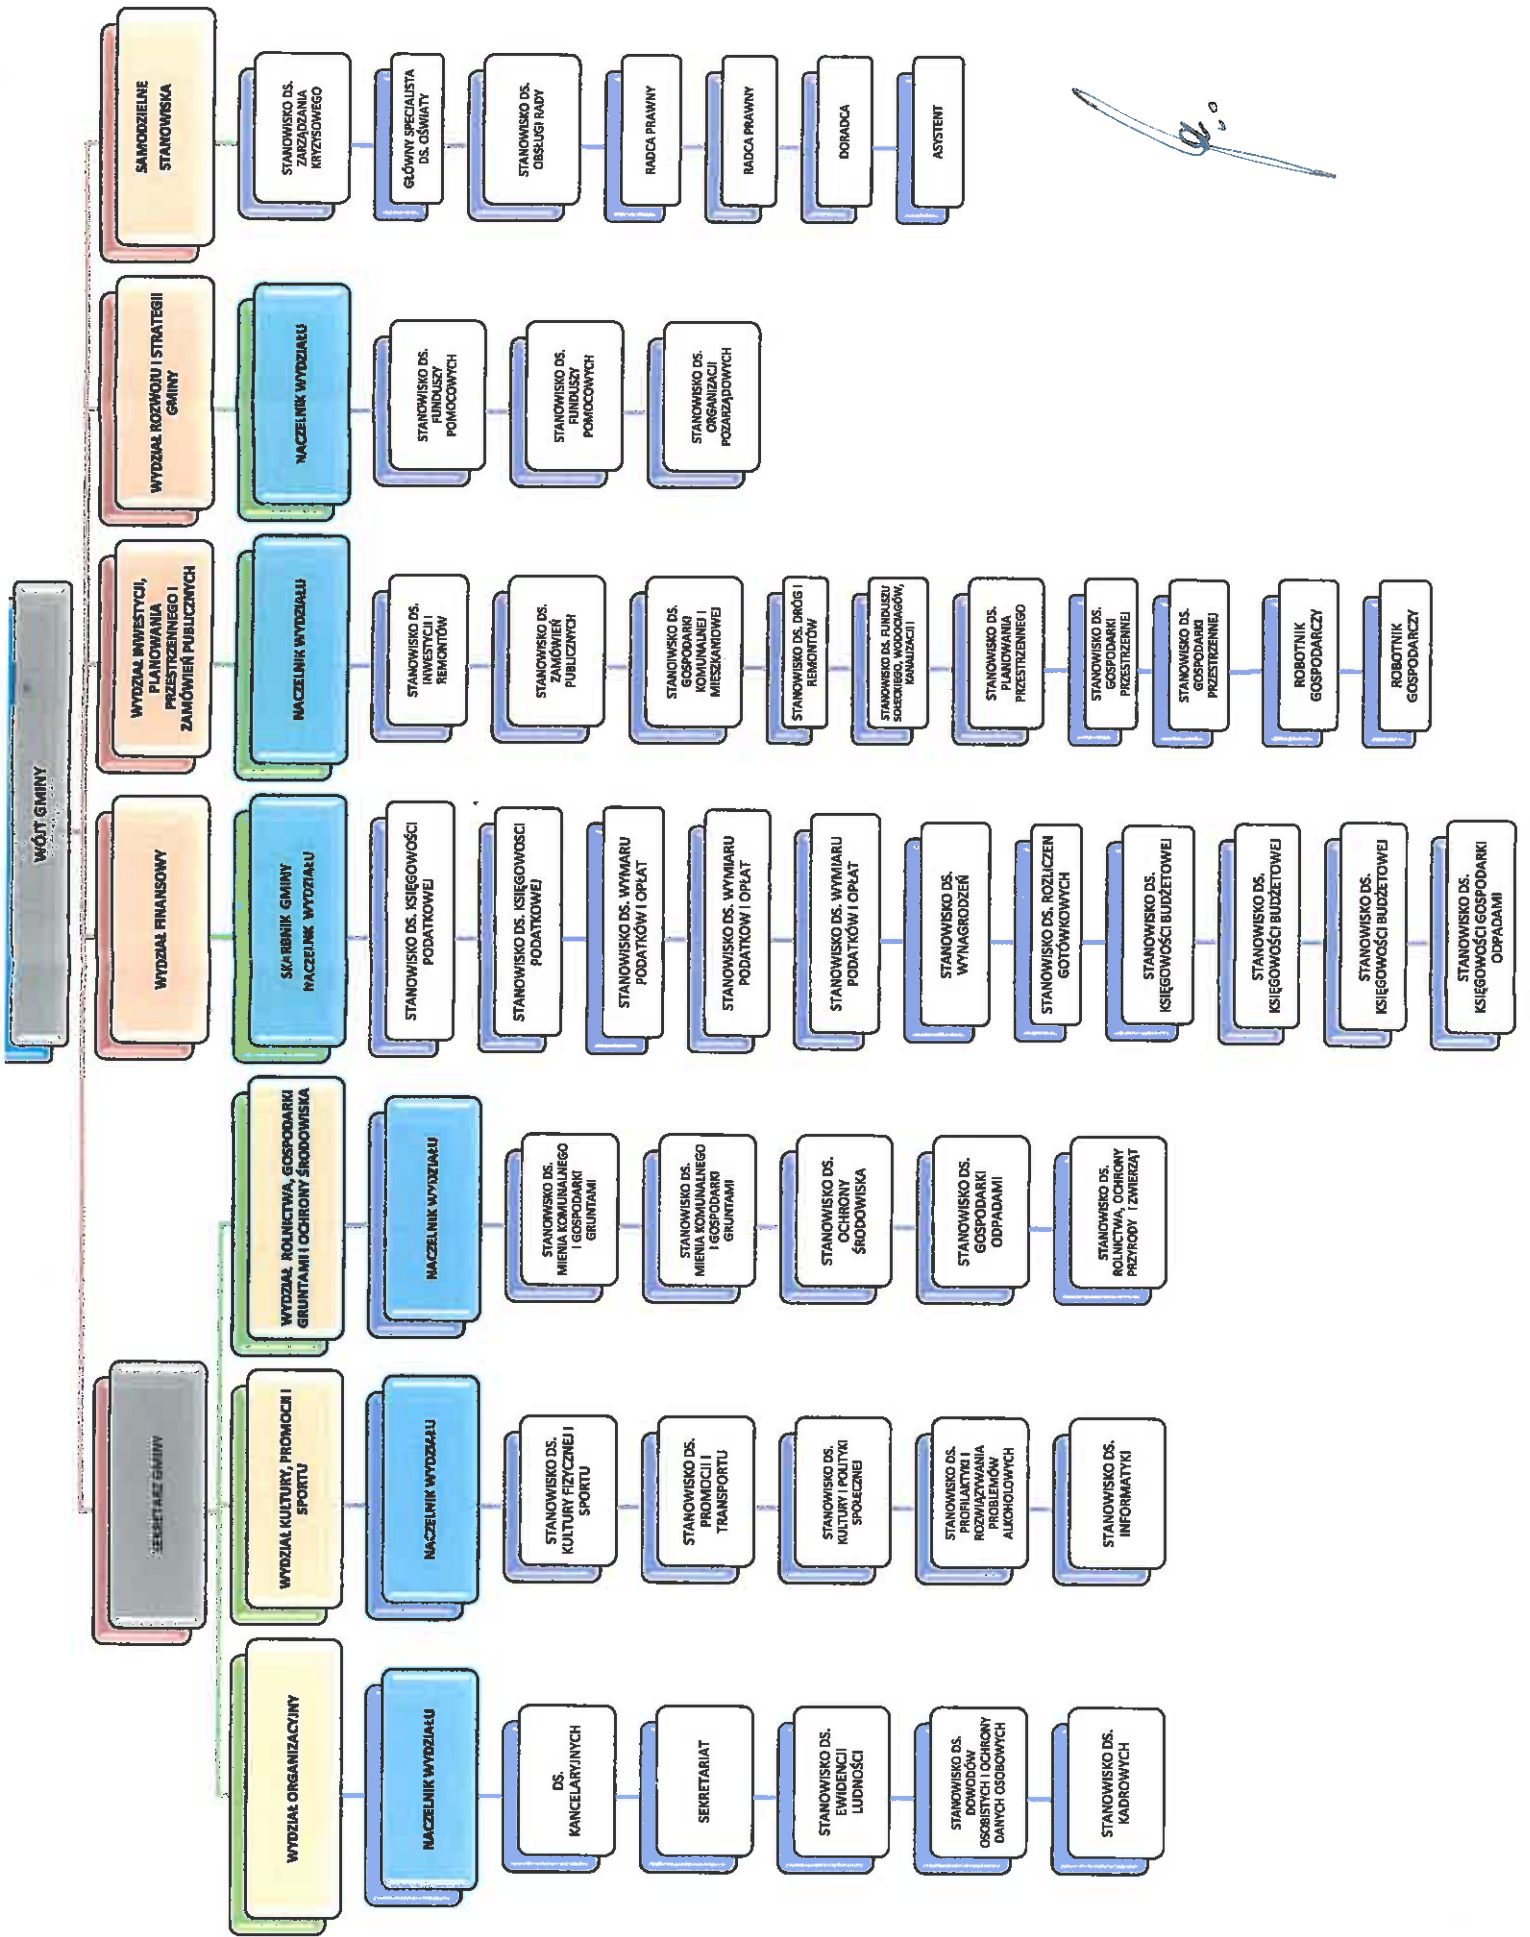 WÓJT GMINY
SEKRETARZ GMINY
WYDZIAŁ ORGANIZACYJNY
NACZELNIK WYDZIAŁU
DS.
KANCELARYJNYCH
SEKRETARIAT
STANOWISKO DS.
EWIDENCJI
LUDNOŚCI
STANOWISKO DS.
DOWODÓW
OSOBISTYCH I OCHRONY
DANYCH OSOBOWYCH
STANOWISKO DS.
KADROWYCH
WYDZIAŁ KULTURY, PROMOCJI I
SPORTU
NACZELNIK WYDZIAŁU
STANOWISKO DS.
KULTURY FIZYCZNEJ I
SPORTU
STANOWISKO DS.
PROMOCJI I
TRANSPORTU
STANOWISKO DS.
KULTURY I POLITYKI
SPOŁECZNEJ
STANOWISKO DS.
PROFILAKTYKI I
ROZWIĄZYWANIA
PROBLEMÓW
ALKOHOLOWYCH
STANOWISKO DS.
INFORMATYKI
WYDZIAŁ ROLNICTWA, GOSPODARKI
GRUNTAMI I OCHRONY ŚRODOWISKA
NACZELNIK WYDZIAŁU
STANOIWSKO DS.
MIENIA KOMUNALNEGO
I GOSPODARKI
GRUNTAMI
STANOWISKO DS.
MIENIA KOMUNALNEGO
I GOSPODARKI
GRUNTAMI
STANOWISKO DS.
OCHRONY
ŚRODOWISKA
STANOWISKO DS.
GOSPODARKI
ODPADAMI
STANOWISKO DS.
ROLNICTWA, OCHRONY
PRZYRODY I ZWIERZĄT
WYDZIAŁ FINANSOWY
SKARBNIK GMINY
NACZELNIK WYDZIAŁU
STANOWISKO DS. KSIĘGOWOŚCI
PODATKOWEJ
STANOWISKO DS. KSIĘGOWOSCI
PODATKOWEJ
STANOWISKO DS. WYMARU
PODATKÓW I OPŁAT
STANOWISKO DS. WYMIARU
PODATKOW I OPŁAT
STANOWISKO DS. WYMIARU
PODATKÓW I OPŁAT
STANOWISKO DS.
WYNAGRODZEŃ
STANOWISKO DS. ROZLICZEN
GOTÓWKOWYCH
STANOWISKO DS.
KSIĘGOWOŚCI BUDŻETOWEJ
STANOWISKO DS.
KSIĘGOWOŚCI BUDŻETOWEJ
STANOWISKO DS.
KSIĘGOWOŚCI BUDŻETOWEJ
STANOWISKO DS.
KSIĘGOWOŚCI GOSPODARKI
ODPADAMI
WYDZIAŁ INWESTYCJI,
PLANOWANIA
PRZESTRZENNEGO I
ZAMÓWIEŃ PUBLICZNYCH
NACZELNIK WYDZIAŁU
STANOWISKO DS.
INWESTYCJI I
REMONTÓW
STANOWISKO DS.
ZAMÓWIEŃ
PUBLICZNYCH
STANOIWSKO DS.
GOSPODARKI
KOMUNALNEJ I
MIESZKANIOWEJ
STANOWISKO DS. DRÓG I
REMONTÓW
STANOWISKO DS. FUNDUSZU
SOŁECKIEGO, WODOCIĄGÓW,
KANALIZACJI I
STANOWISKO DS.
PLANOWANIA
PRZESTRZENNEGO
STANOWISKO DS.
GOSPODARKI
PRZESTRZENNEJ
STANOWISKO DS.
GOSPODARKI
PRZESTRZENNEJ
ROBOTNIK
GOSPODARCZY
ROBOTNIK
GOSPODARCZY
WYDZIAŁ ROZWOJU I STRATEGII
GMINY
NACZELNIK WYDZIAŁU
STANOWISKO DS.
FUNDUSZY
POMOCOWYCH
STANOWISKO DS.
FUNDUSZY
POMOCOWYCH
STANOWISKO DS.
ORGANIZACJI
POZARZĄDOWYCH
SAMODZIELNE
STANOWISKA
STANOWISKO DS.
ZARZĄDZANIA
KRYZYSOWEGO
GŁÓWNY SPECJALISTA
DS. OŚWIATY
STANOWISKO DS.
OBSŁUGI RADY
RADCA PRAWNY
RADCA PRAWNY
DORADCA
ASYSTENT